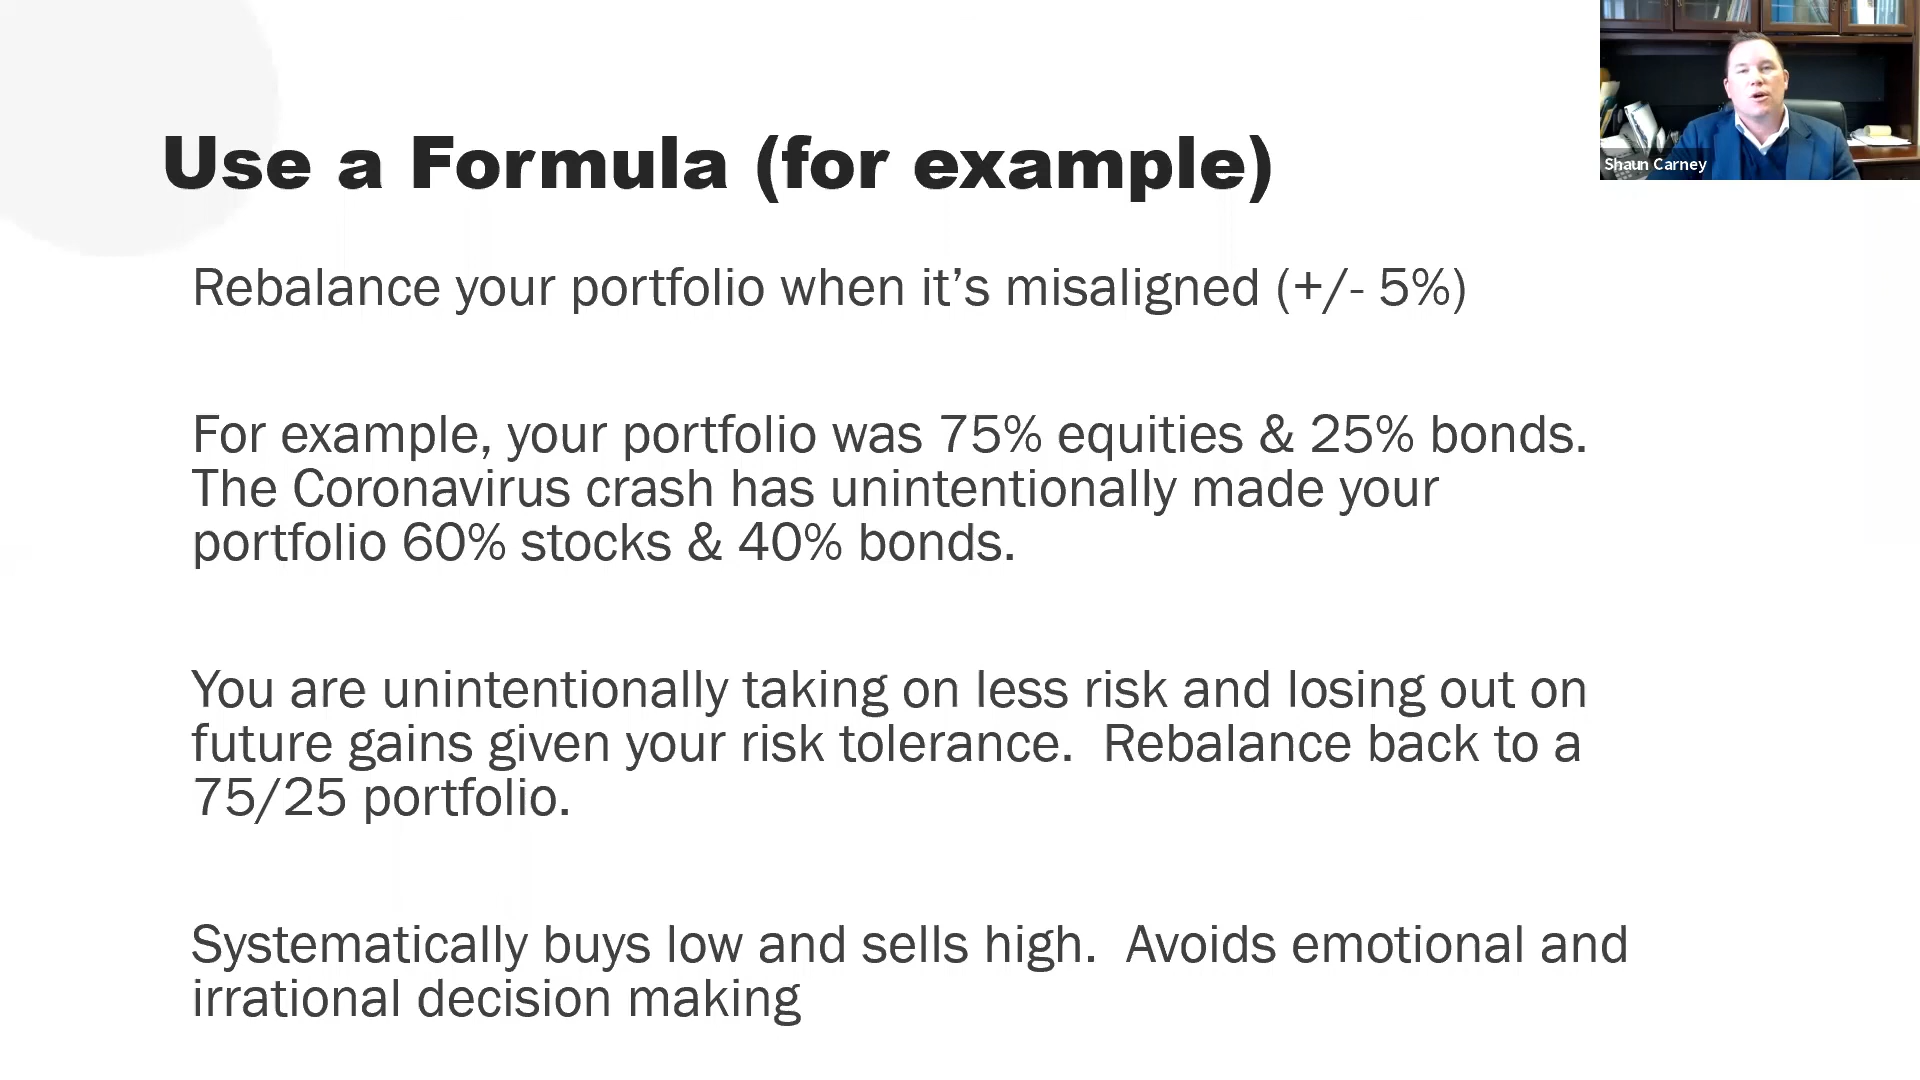 Use a Formula (for example)
Shaun Carney
Rebalance your portfolio when it’s misaligned (+/- 5%)
For example, your portfolio was 75% equities & 25% bonds.
The Coronavirus crash has unintentionally made your
portfolio 60% stocks & 40% bonds.
You are unintentionally taking on less risk and losing out on
future gains given your risk tolerance.  Rebalance back to a
75/25 portfolio.
Systematically buys low and sells high.  Avoids emotional and
irrational decision making